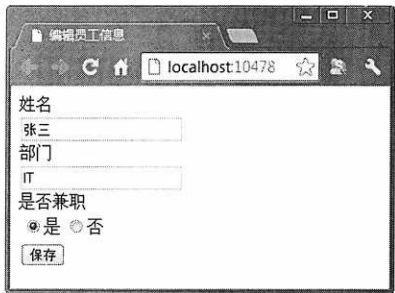 编辑员工信息
localhost:10478
姓名
张三
部门
IT
是否兼职
是 否
保存